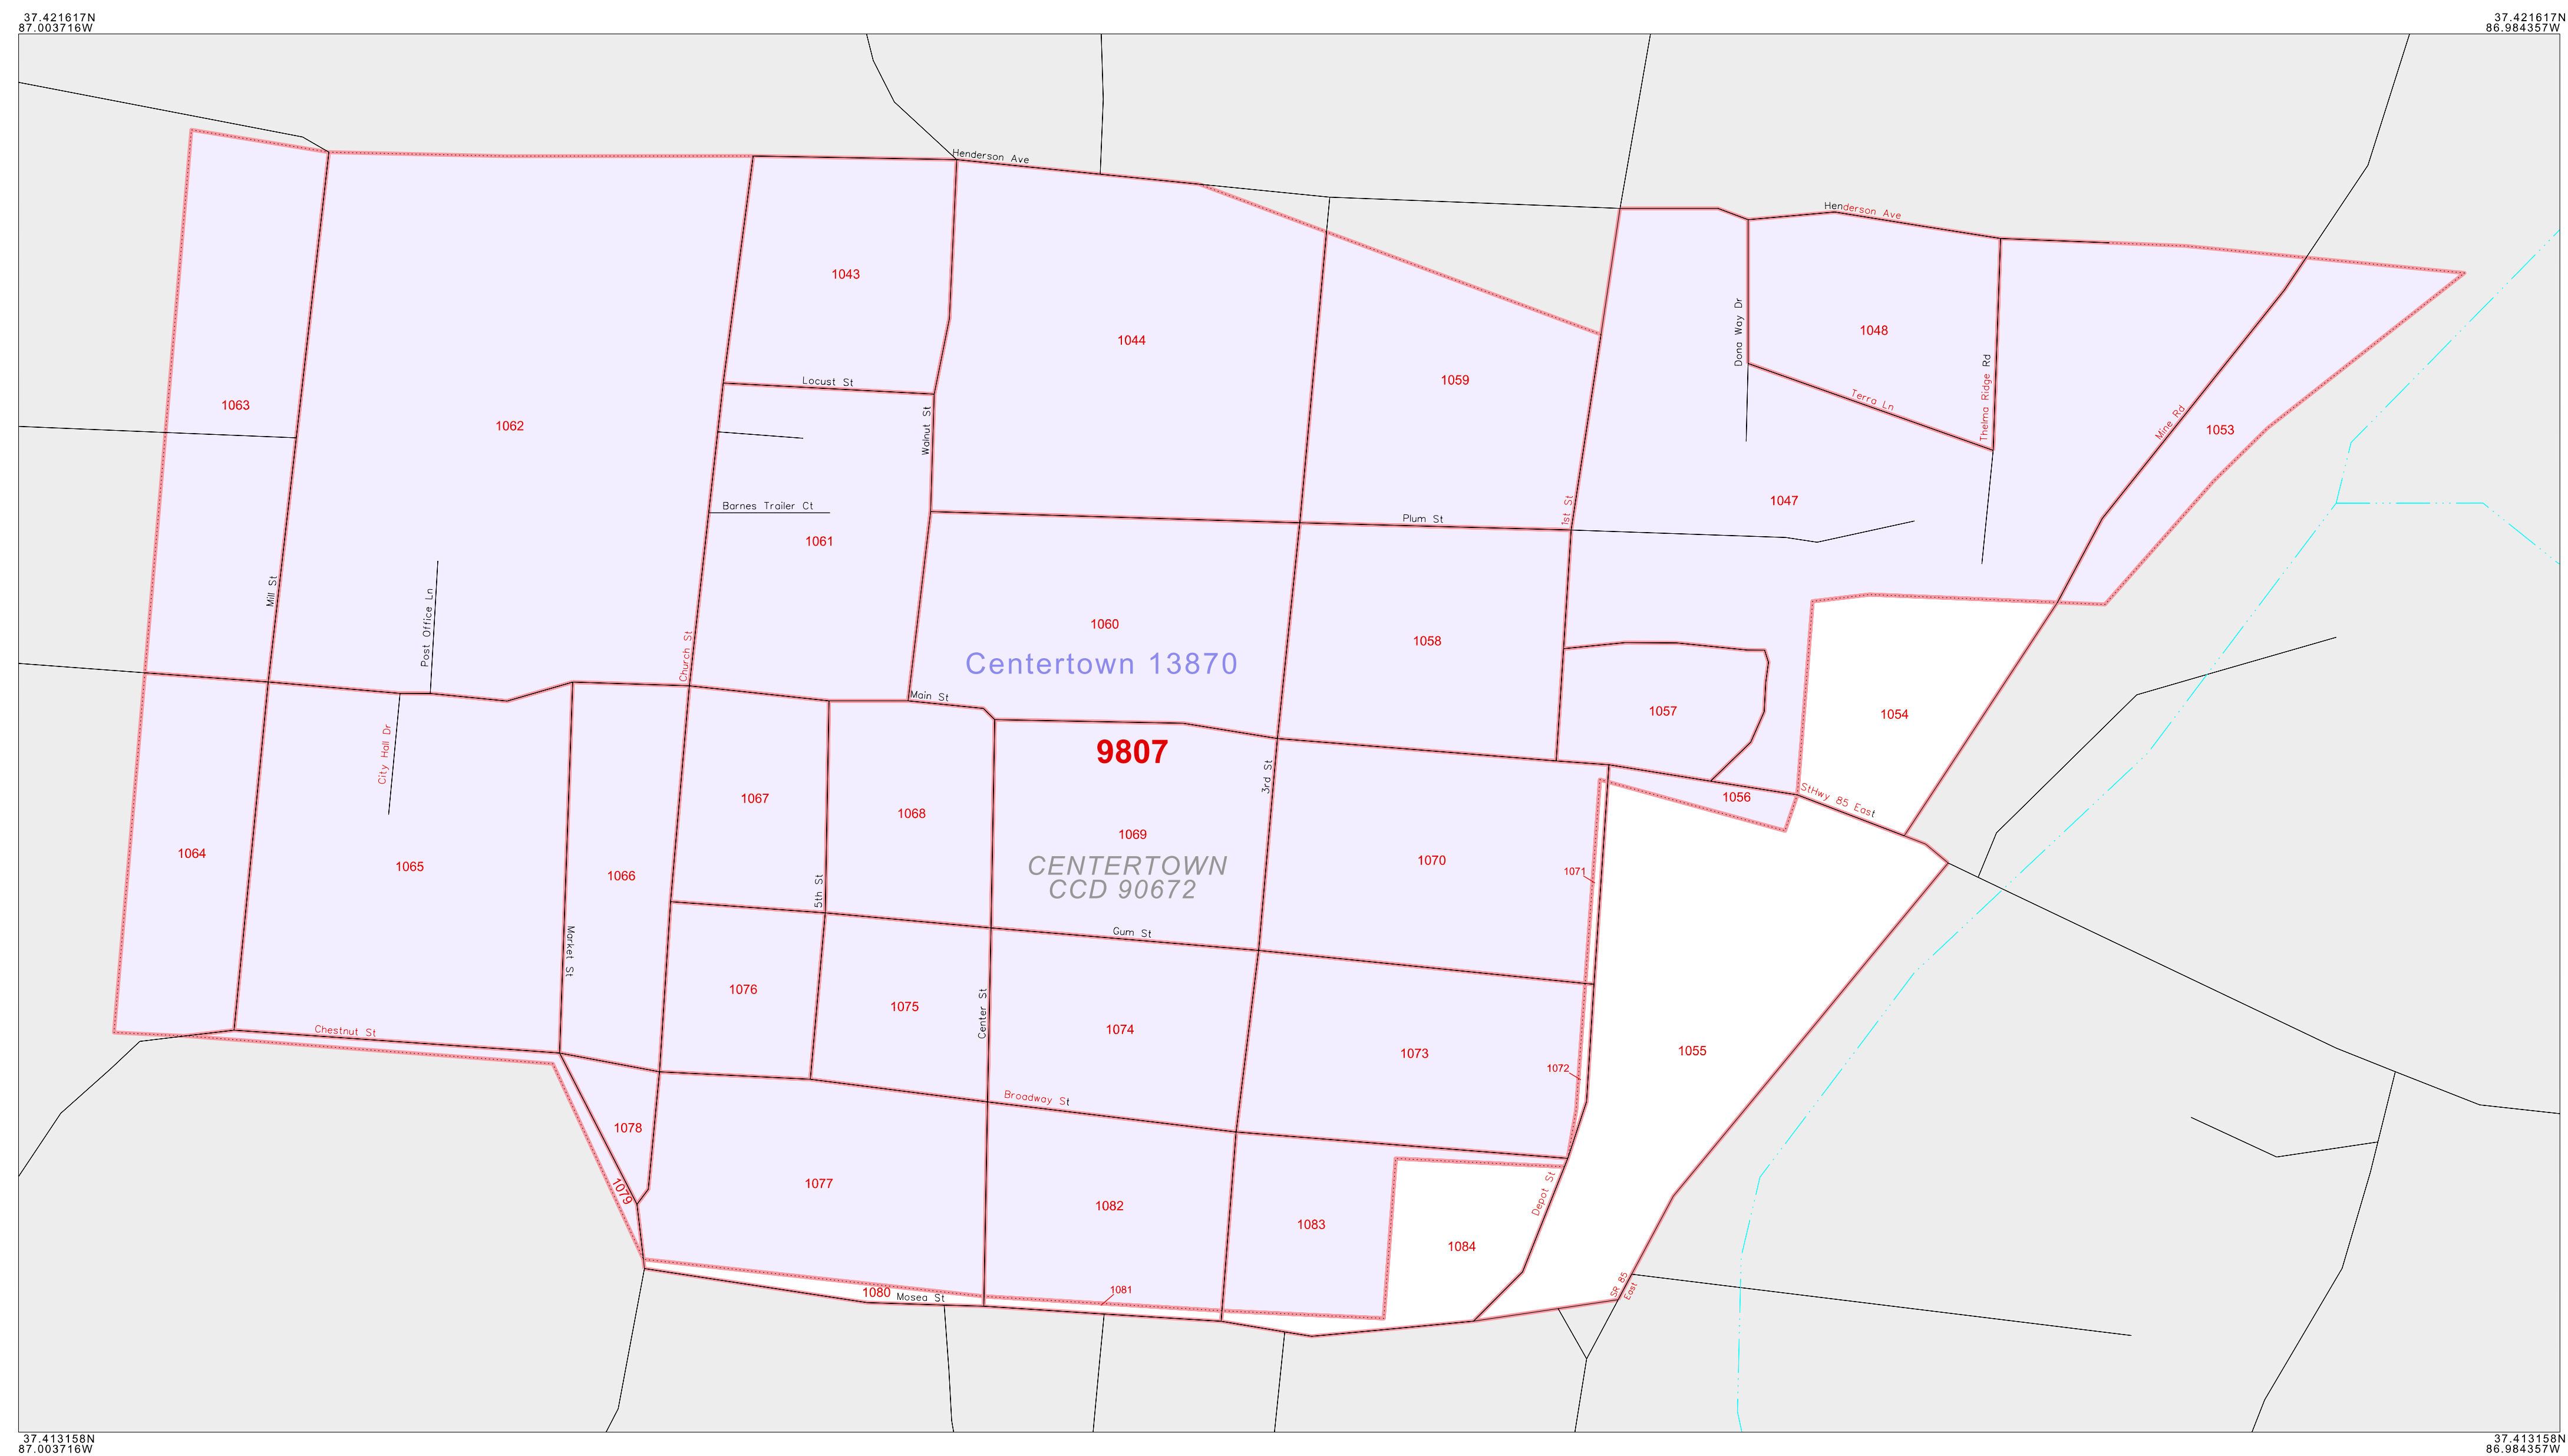 37.421617N
87.003716W
37.421617N
86.984357W
Henderson Ave
Henderson Ave
1043
1044
1048
Dona Way Dr
Thelma Ridge Rd
Terra Ln
Mine Rd
1053
1059
Locust St
Walnut St
1063
1062
Barnes Trailer Ct
1061
Plum St
1st St
1047
Mill St
Post Office Ln
Church St
1060
Centertown 13870
1058
Main St
1057
1054
City Hall Dr
9807
3rd St
1056
StHwy 85 East
1067
1068
1069
1064
1065
1066
CENTERTOWN
CCD 90672
1070
1071
5th St
Market St
Gum St
1076
1075
Center St
1074
1073
1072
1055
Chestnut St
Broadway St
1078
1079
1077
1082
1083
Depot St
1084
1080
Mosea St
1081
SR 85
East
37.413158N
87.003716W
37.413158N
86.984357W